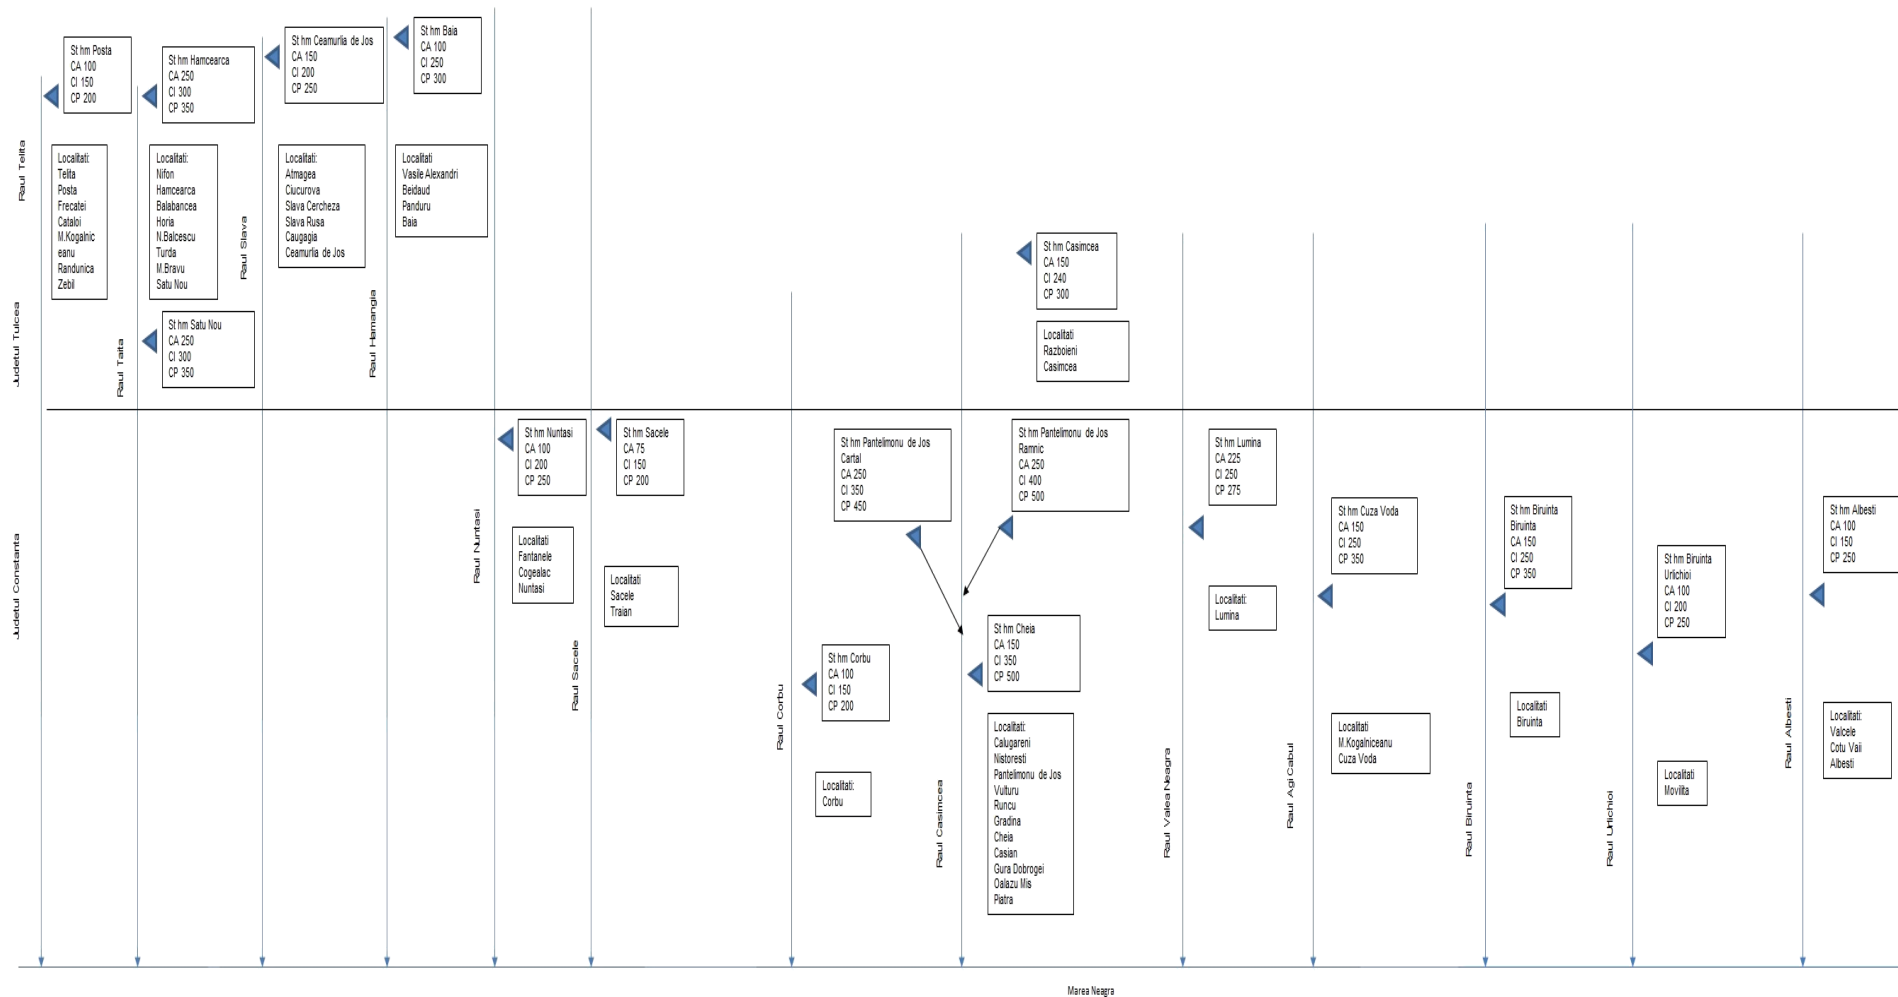 St hm Posta
CA 100
CI 150
CP 200
St hm Hamcearca
CA 250
CI 300
CP 350
St hm Ceamurlia de Jos
CA 150
CI 200
CP 250
St hm Baia
CA 100
CI 250
CP 300
Raul Telita
Localitati:
Telita
Posta
Frecatei
Cataloi
M.Kogalnic
eanu
Randunica
Zebil
Localitati:
Nifon
Hamcearca
Balabancea
Horia
N.Balcescu
Turda
M.Bravu
Satu Nou
Raul Slava
Localitati:
Atmagea
Ciucurova
Slava Cercheza
Slava Rusa
Caugagia
Ceamurlia de Jos
Localitati
Vasile Alexandri
Beidaud
Panduru
Baia
St hm Casimcea
CA 150
CI 240
CP 300
Localitati
Razboieni
Casimcea
Judetul Tulcea
Raul Taita
St hm Satu Nou
CA 250
CI 300
CP 350
Raul Hamangia
St hm Nuntasi
CA 100
CI 200
CP 250
St hm Sacele
CA 75
CI 150
CP 200
St hm Pantelimonu de Jos
Cartal
CA 250
CI 350
CP 450
St hm Pantelimonu de Jos
Ramnic
CA 250
CI 400
CP 500
St hm Lumina
CA 225
CI 250
CP 275
St hm Cuza Voda
CA 150
CI 250
CP 350
St hm Biruinta
Biruinta
CA 150
CI 250
CP 350
St hm Biruinta
Urlichioi
CA 100
CI 200
CP 250
St hm Albesti
CA 100
CI 150
CP 250
Judetul Constanta
Raul Nuntasi
Localitati
Fantanele
Cogealac
Nuntasi
Raul Sacele
Localitati
Sacele
Traian
Raul Corbu
St hm Corbu
CA 100
CI 150
CP 200
Localitati:
Corbu
Raul Casimcea
St hm Cheia
CA 150
CI 350
CP 500
Localitati:
Calugareni
Nistoresti
Pantelimonu de Jos
Vulturu
Runcu
Gradina
Cheia
Casian
Gura Dobrogei
Oalazu Mis
Piatra
Raul Valea Neagra
Localitati:
Lumina
Raul Agi Cabul
Localitati
M.Kogalniceanu
Cuza Voda
Raul Biruinta
Localitati
Biruinta
Raul Urlichioi
Localitati
Movilita
Raul Albesti
Localitati:
Valcele
Cotu Vaii
Albesti
Marea Neagra